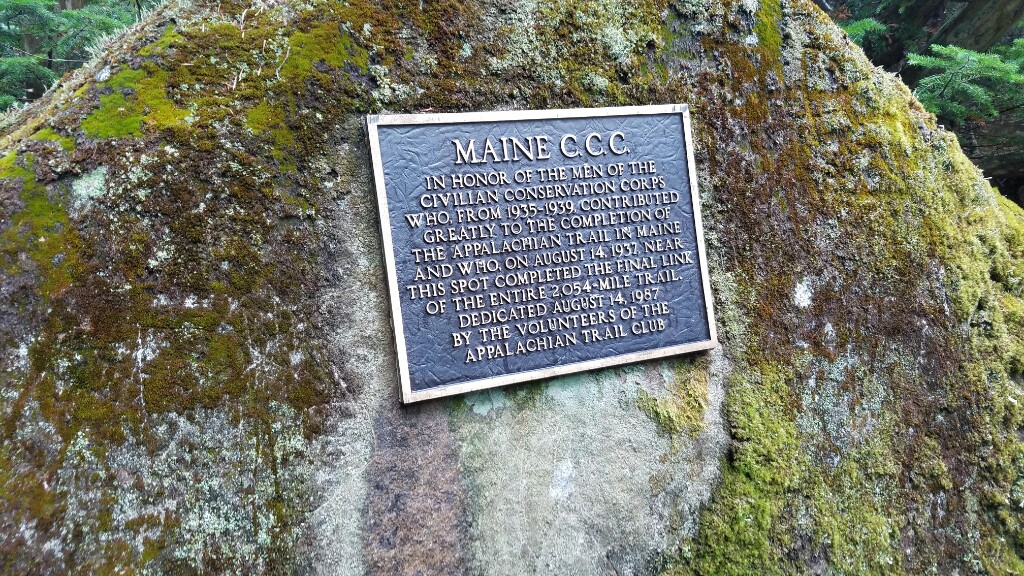 MAINE C.C.C.
IN HONOR OF THE MEN OF THE
CIVILIAN CONSERVATION CORPS
WHO, FROM 1935-1939, CONTRIBUTED
GREATLY TO THE COMPLETION OF
THE APPALACHIAN TRAIL IN MAINE
AND WHO, ON AUGUST 14, 1937, NEAR
THIS SPOT COMPLETED THE FINAL LINK
OF THE ENTIRE 2,054-MILE TRAIL.
DEDICATED AUGUST 14, 1987
BY THE VOLUNTEERS OF THE
APPALACHIAN TRAIL CLUB